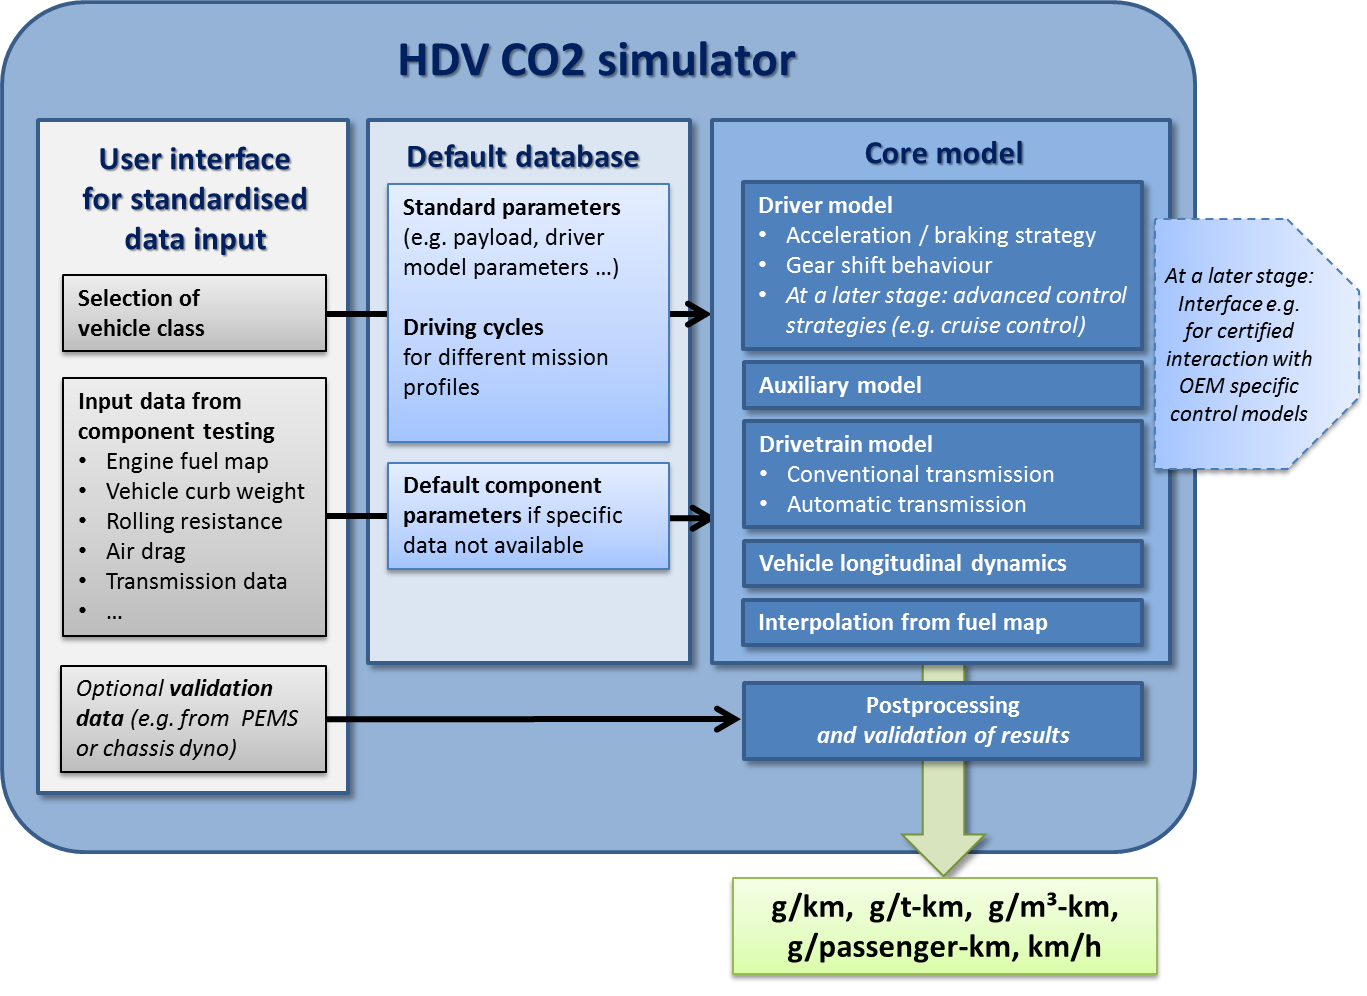 HDV CO2 simulator
User interface
for standardised
data input
Selection of
vehicle class
Input data from
component testing
• Engine fuel map
• Vehicle curb weight
• Rolling resistance
• Air drag
• Transmission data
• ...
Optional validation
data (e.g. from PEMS
or chassis dyno)
Default database
Standard parameters
(e.g. payload, driver
model parameters ...)
Driving cycles
for different mission
profiles
Default component
parameters if specific
data not available
Core model
Driver model
• Acceleration / braking strategy
• Gear shift behaviour
• At a later stage: advanced control
strategies (e.g. cruise control)
Auxiliary model
Drivetrain model
• Conventional transmission
• Automatic transmission
Vehicle longitudinal dynamics
Interpolation from fuel map
Postprocessing
and validation of results
At a later stage:
Interface e.g.
for certified
interaction with
OEM specific
control models
g/km, g/t-km, g/m³-km,
g/passenger-km, km/h